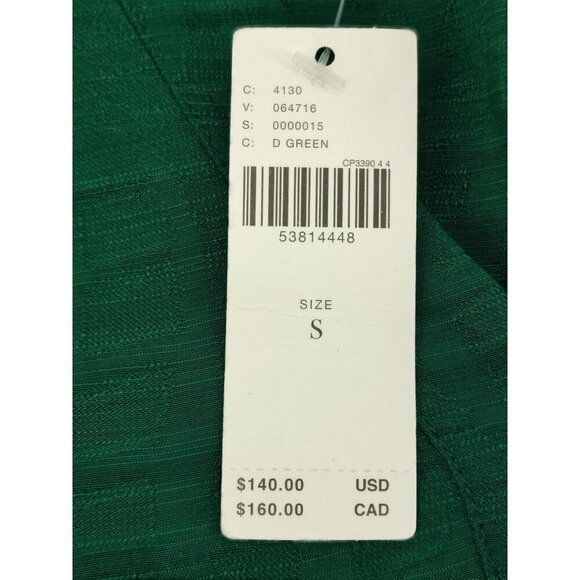 C: 4130
V: 064716
S: 0000015
C: D GREEN
CP3390 4 4
53814448
SIZE
S
$140.00 USD
$160.00 CAD